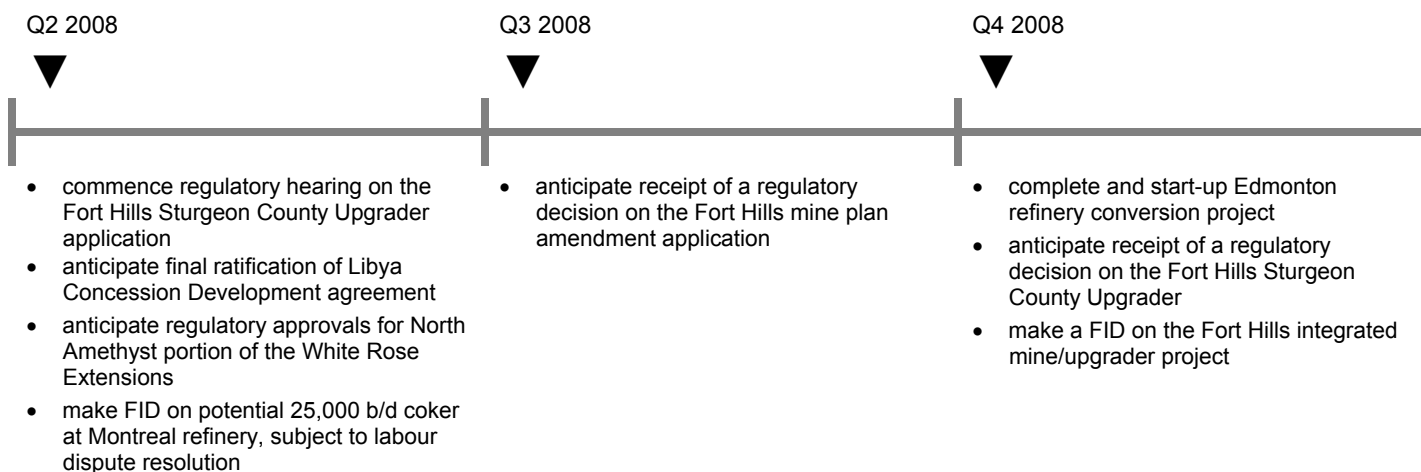 Q2 2008
Q3 2008
Q4 2008
• commence regulatory hearing on the
Fort Hills Sturgeon County Upgrader
application
• anticipate final ratification of Libya
Concession Development agreement
• anticipate regulatory approvals for North
Amethyst portion of the White Rose
Extensions
• make FID on potential 25,000 b/d coker
at Montreal refinery, subject to labour
dispute resolution
• anticipate receipt of a regulatory
decision on the Fort Hills mine plan
amendment application
• complete and start-up Edmonton
refinery conversion project
• anticipate receipt of a regulatory
decision on the Fort Hills Sturgeon
County Upgrader
• make a FID on the Fort Hills integrated
mine/upgrader project